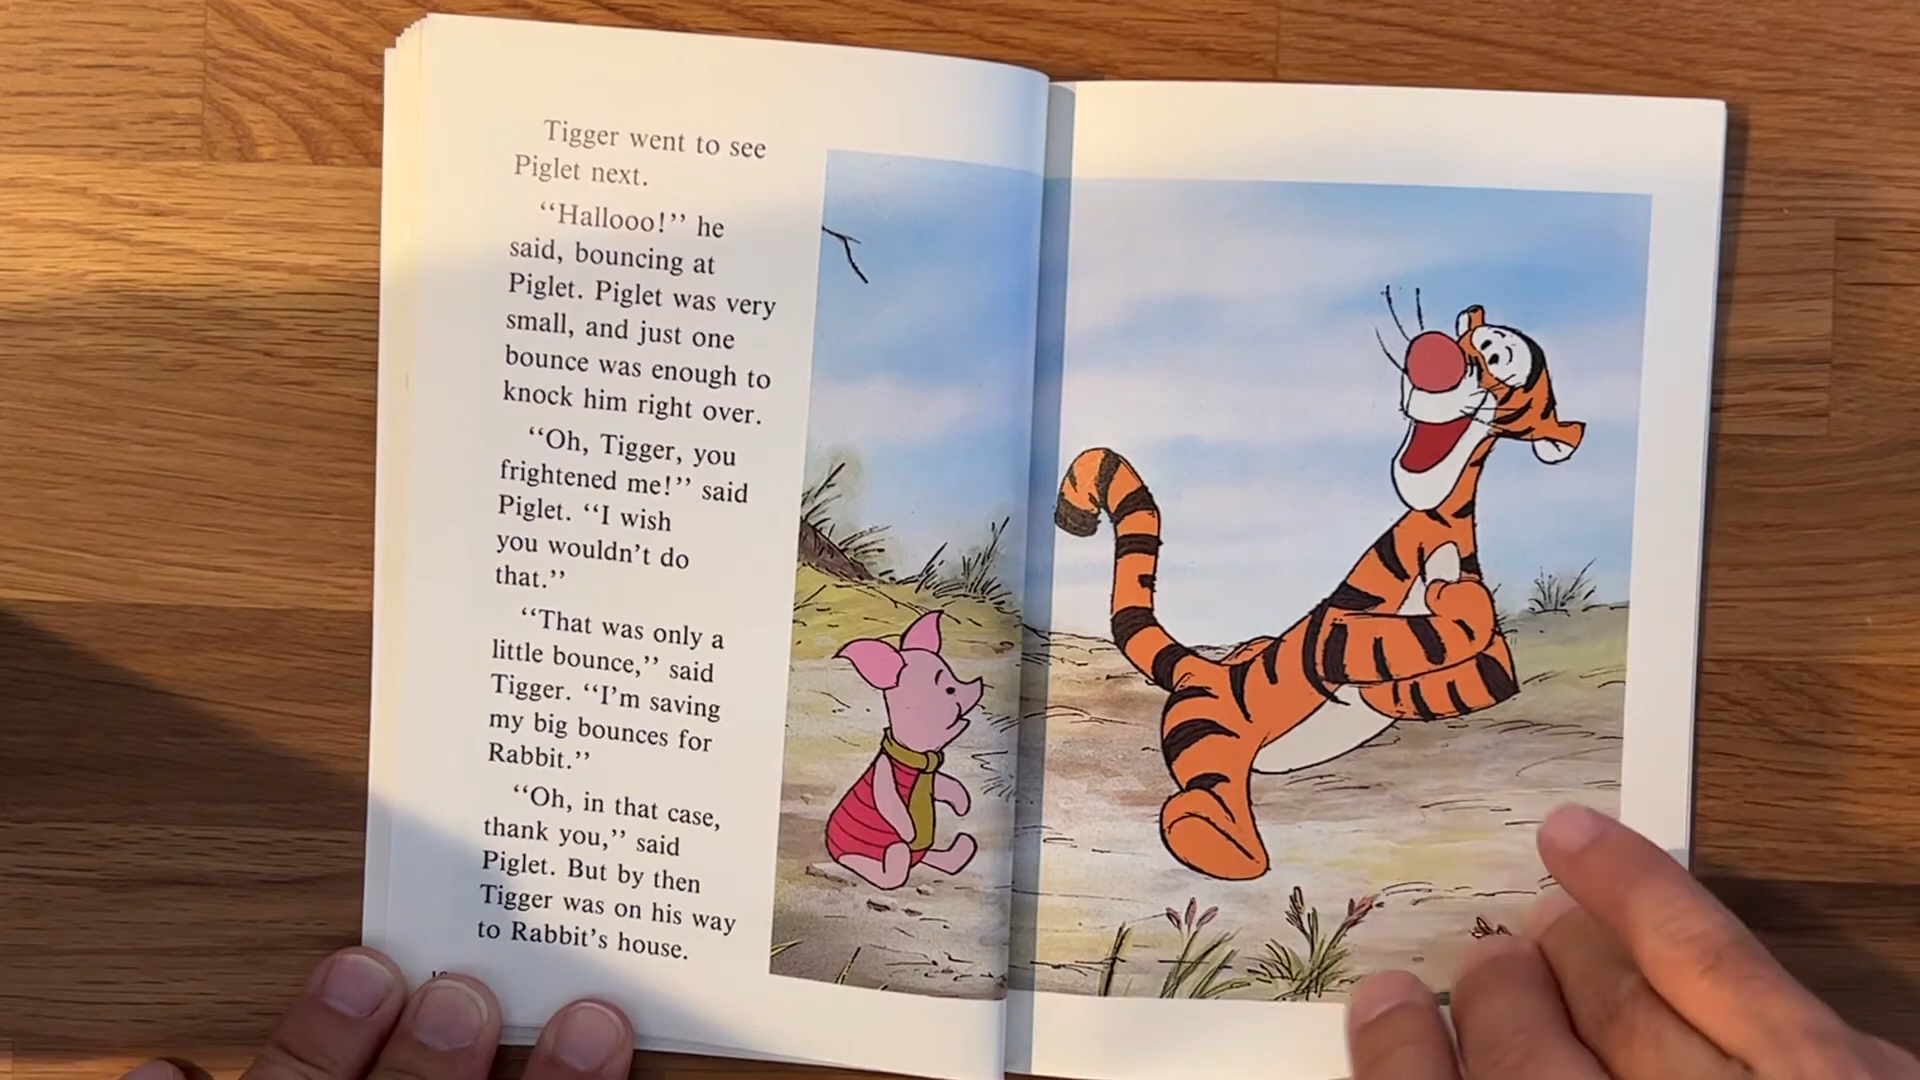 Tigger went to see
Piglet next.
“Hallooo!” he
said, bouncing at
Piglet. Piglet was very
small, and just one
bounce was enough to
knock him right over.
“Oh, Tigger, you
frightened me!” said
Piglet. “I wish
you wouldn’t do
that.”
“That was only a
little bounce,” said
Tigger. “I’m saving
my big bounces for
Rabbit.”
“Oh, in that case,
thank you,” said
Piglet. But by then
Tigger was on his way
to Rabbit’s house.